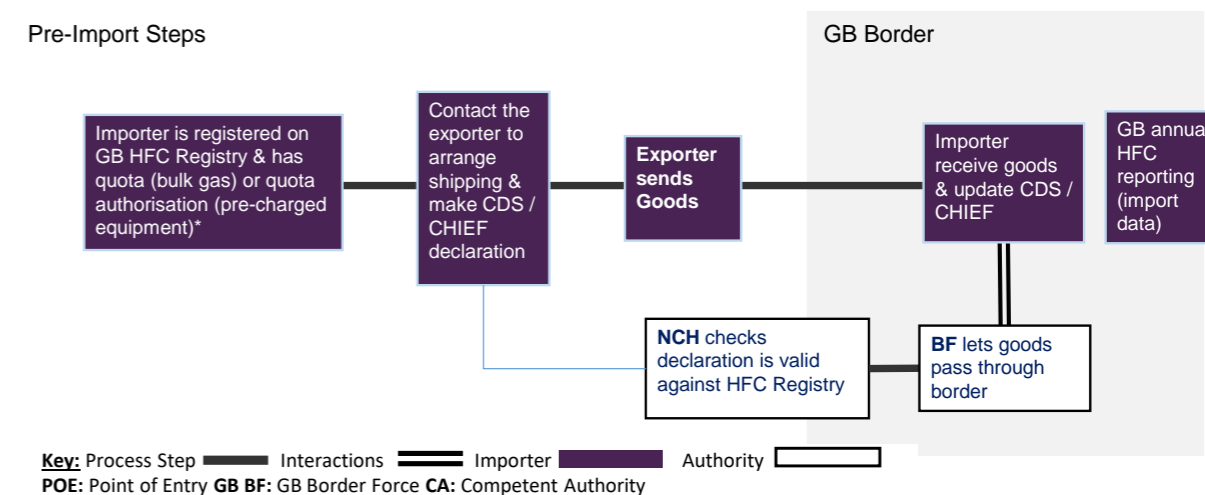 Pre-Import Steps
GB Border
Importer is registered on
GB HFC Registry & has
quota (bulk gas) or quota
authorisation (pre-charged
equipment)*
Contact the
exporter to
arrange
shipping &
make CDS /
CHIEF
declaration
Exporter
sends
Goods
Importer
receive goods
& update CDS /
CHIEF
GB annua
HFC
reporting
(import
data)
NCH checks
declaration is valid
against HFC Registry
BF lets goods
pass through
border
Key: Process Step Interactions Importer Authority
POE: Point of Entry GB BF: GB Border Force CA: Competent Authority